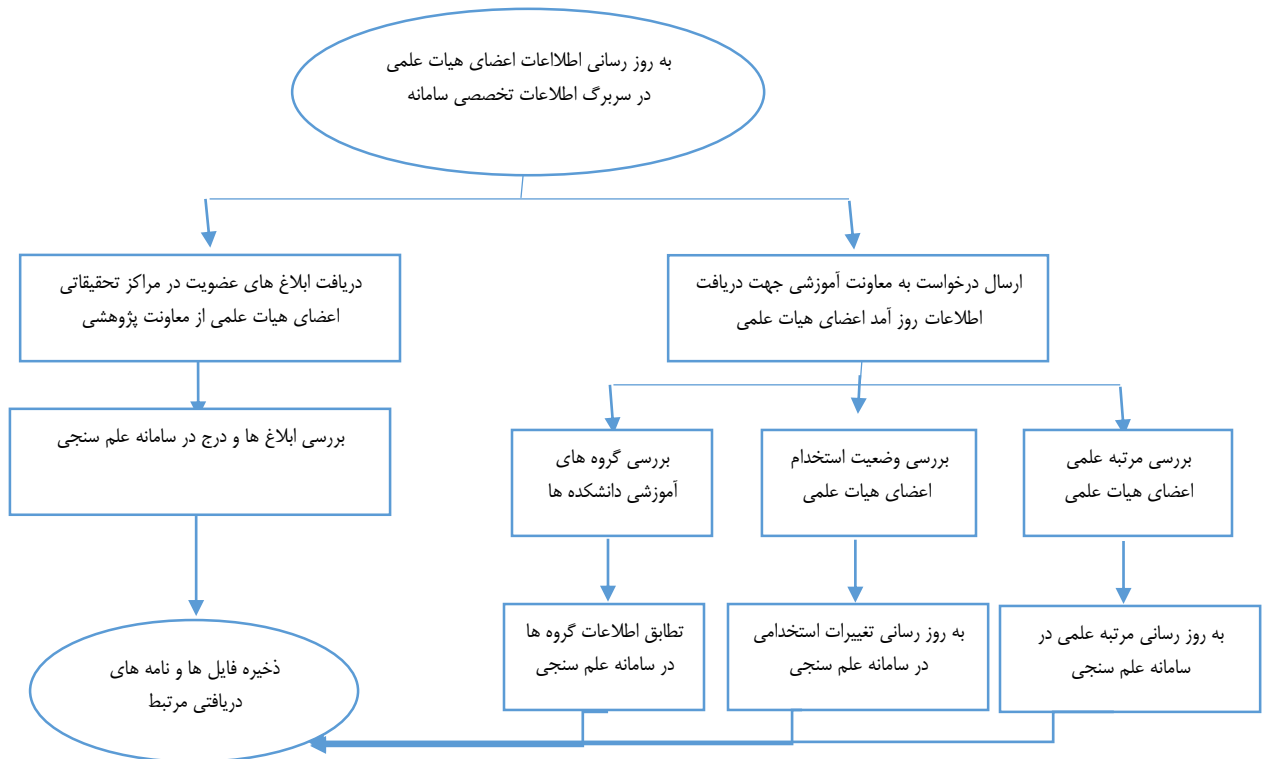 به روز رسانی اطلااعات اعضای هیات علمی
در سربرگ اطلاعات تخصصی سامانه
ارسال درخواست به معاونت آموزشی جهت دریافت
اطلاعات روز آمد اعضای هیات علمی
دریافت ابلاغ های عضویت در مراکز تحقیقاتی
اعضای هیات علمی از معاونت پژوهشی
بررسی مرتبه علمی
اعضای هیات علمی
بررسی وضعیت استخدام
اعضای هیات علمی
بررسی گروه های
آموزشی دانشکده ها
بررسی ابلاغ ها و درج در سامانه علم سنجی
به روز رسانی مرتبه علمی در
سامانه علم سنجی
به روز رسانی تغییرات استخدامی
در سامانه علم سنجی
تطابق اطلاعات گروه ها
در سامانه علم سنجی
ذخیره فایل ها و نامه های
دریافتی مرتبط